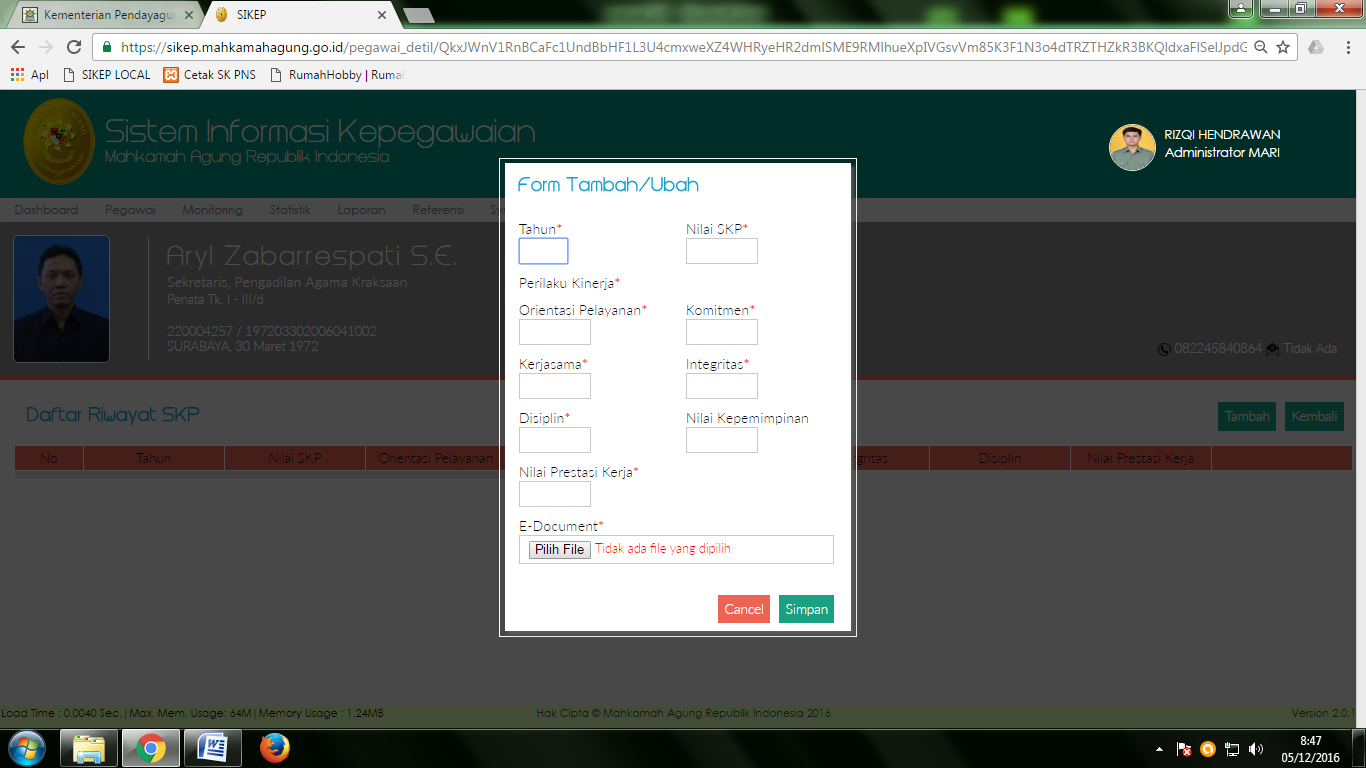 Kementerian Pendayagu
SIKEP
https://sikep.mahkamahagung.go.id/pegawai_detil/
Apl
SIKEP LOCAL
Cetak SK PNS
RumahHobby | Ruma
Sistem Informasi Kepegawaian
Mahkamah Agung Republik Indonesia
RIZQI HENDRAWAN
Administrator MARI
Dashboard Pegawai Monitoring Statistik Laporan Referensi
Aryl Zabarrespati S.E.
Sekretaris, Pengadilan Agama Kraksaan
Penata Tk. I - III/d
220004257 / 197203302006041002
SURABAYA, 30 Maret 1972
082245840864 Tidak Ada
Daftar Riwayat SKP
Tambah Kembali
No Tahun Nilai SKP Orientasi Pelayanan Disiplin Nilai Prestasi Kerja
Form Tambah/Ubah
Tahun* Nilai SKP*
Perilaku Kinerja*
Orientasi Pelayanan* Komitmen*
Kerjasama* Integritas*
Disiplin* Nilai Kepemimpinan
Nilai Prestasi Kerja*
E-Document*
Pilih File Tidak ada file yang dipilih
Cancel Simpan
Load Time : 0.0040 Sec. | Max. Mem. Usage: 64M | Memory Usage : 1.24MB
Hak Cipta © Mahkamah Agung Republik Indonesia 2016
Version 2.0.1
8:47
05/12/2016